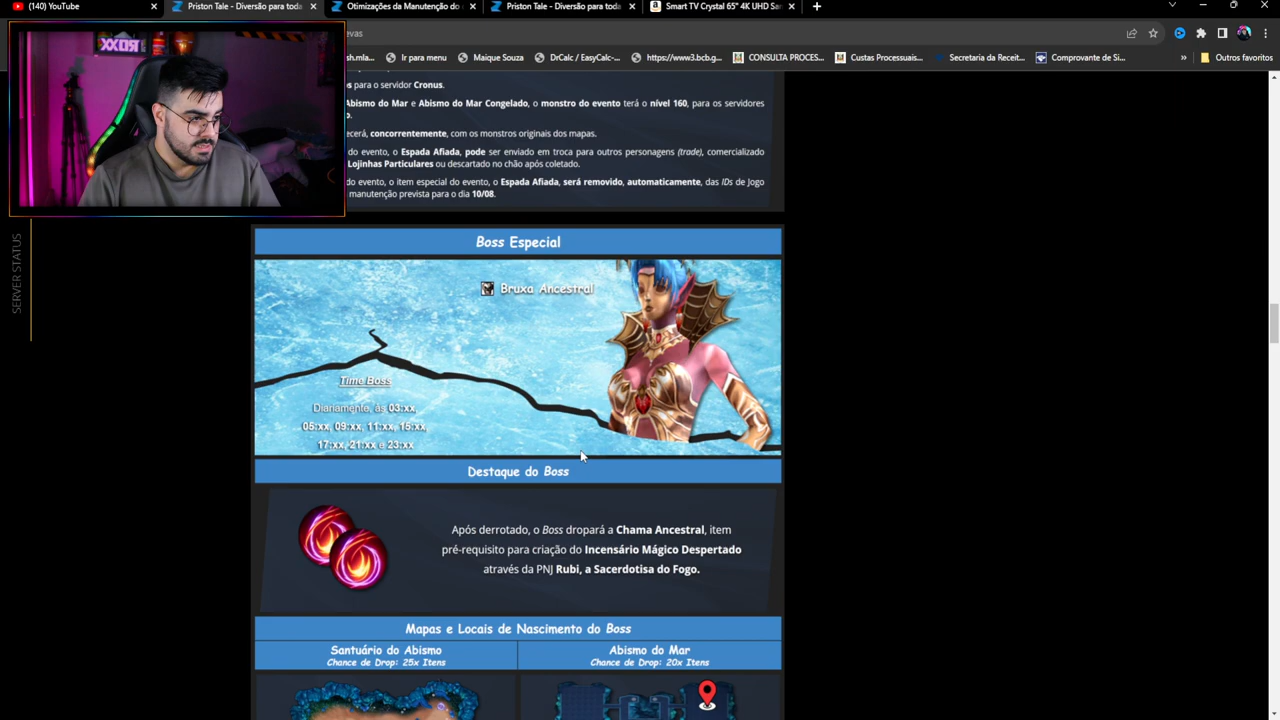 (140) YouTube
Priston Tale - Diversão para toda
Otimizações da Manutenção do
Priston Tale - Diversão para toda
Smart TV Crystal 65" 4K UHD Sa
evas
sh.mla...
Ir para menu
Maique Souza
DrCalc / EasyCalc-...
https://www3.bcb.g...
CONSULTA PROCES...
Custas Processuais...
Secretaria da Receit...
Comprovante de Si...
»
Outros favoritos
SERVER STATUS
s para o servidor Cronus.
Abismo do Mar e Abismo do Mar Congelado, o monstro do evento terá o nível 160, para os servidores
ecerá, concorrentemente, com os monstros originais dos mapas.
do evento, o Espada Afiada, pode ser enviado em troca para outros personagens (trade), comercializado
Lojinhas Particulares ou descartado no chão após coletado.
do evento, o item especial do evento, o Espada Afiada, será removido, automaticamente, das IDs de Jogo
manutenção prevista para o dia 10/08.
Boss Especial
Bruxa Ancestral
Time Boss
Diariamente, às 03:xx,
05:xx, 09:xx, 11:xx, 15:xx,
17:xx, 21:xx e 23:xx
Destaque do Boss
Após derrotado, o Boss dropará a Chama Ancestral, item
pré-requisito para criação do Incensário Mágico Despertado
através da PNJ Rubi, a Sacerdotisa do Fogo.
Mapas e Locais de Nascimento do Boss
Santuário do Abismo
Chance de Drop: 25x Itens
Abismo do Mar
Chance de Drop: 20x Itens